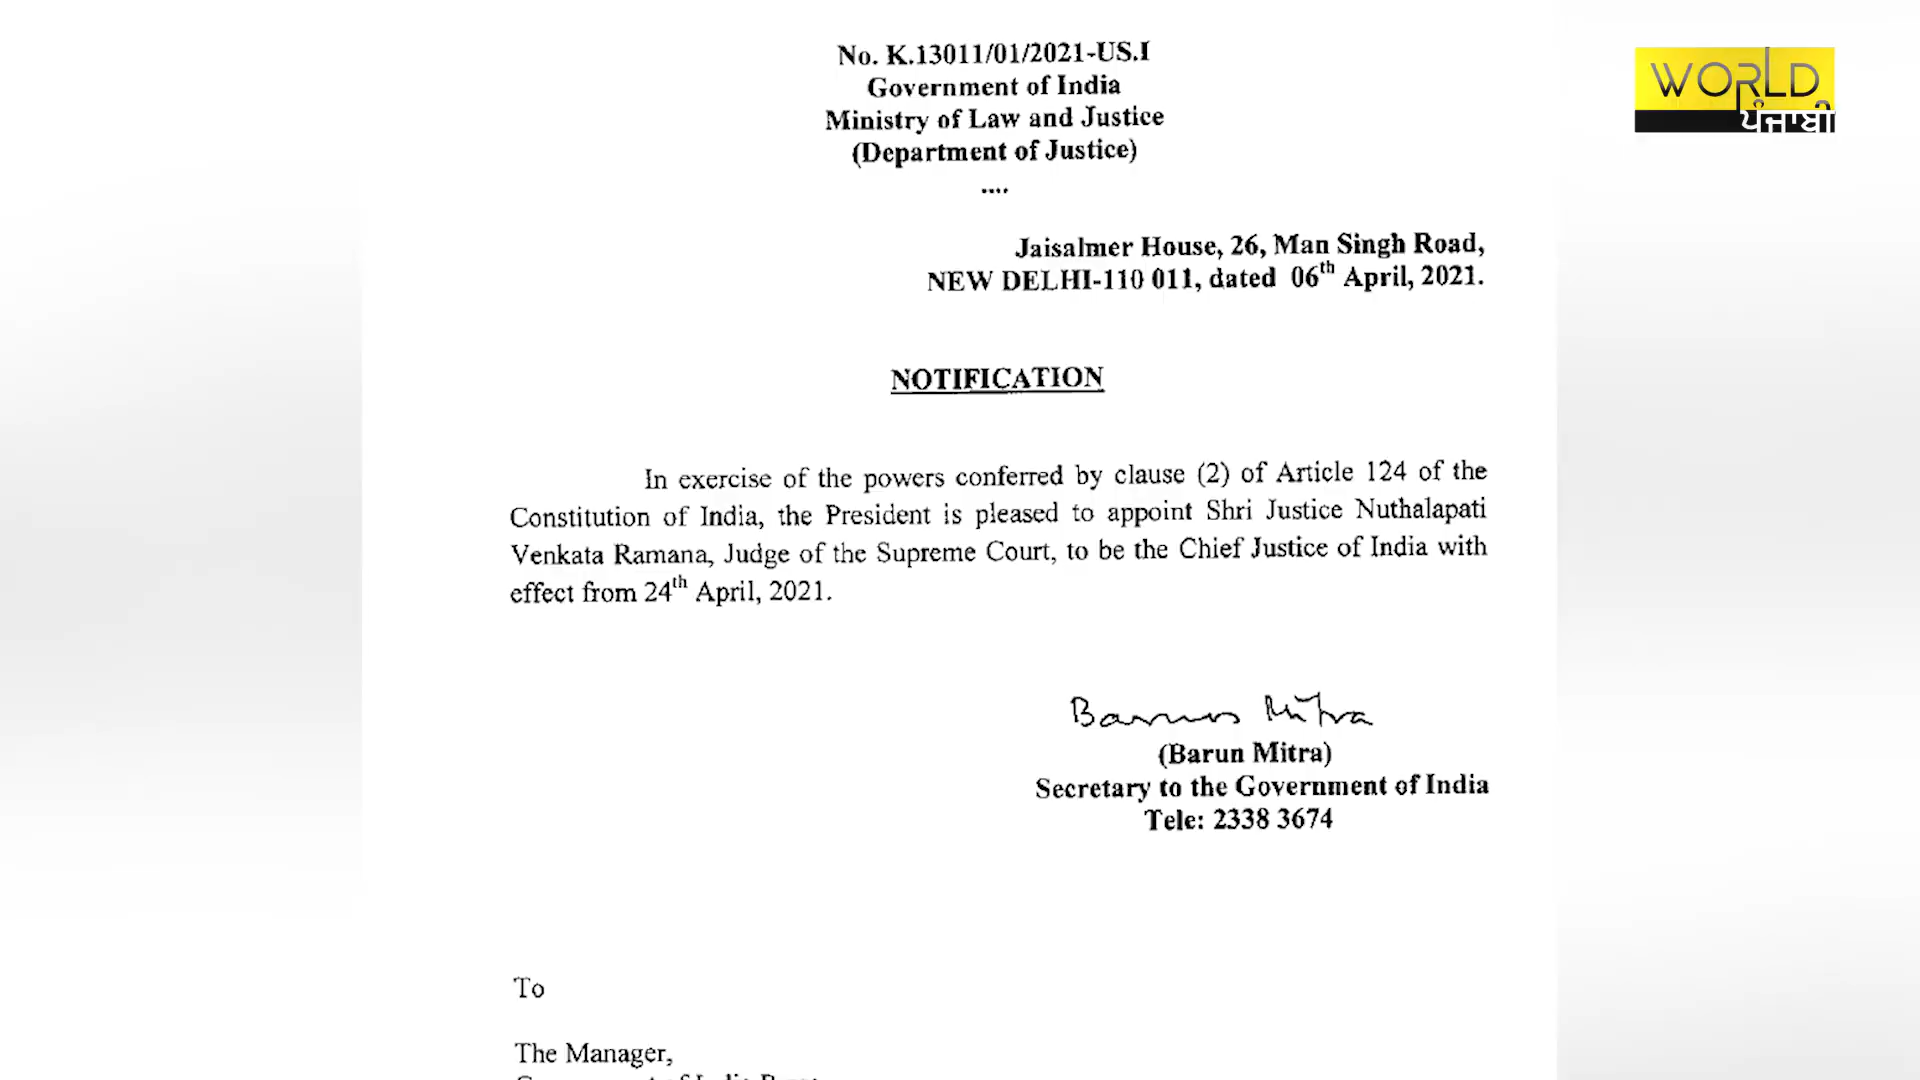 No. K.13011/01/2021-US.I
Government of India
Ministry of Law and Justice
(Department of Justice)
....
WORLD
ਪੰਜਾਬੀ
Jaisalmer House, 26, Man Singh Road,
NEW DELHI-110 011, dated 06th April, 2021.
NOTIFICATION
In exercise of the powers conferred by clause (2) of Article 124 of the
Constitution of India, the President is pleased to appoint Shri Justice Nuthalapati
Venkata Ramana, Judge of the Supreme Court, to be the Chief Justice of India with
effect from 24th April, 2021.
Barun Mitra
(Barun Mitra)
Secretary to the Government of India
Tele: 2338 3674
To
The Manager,